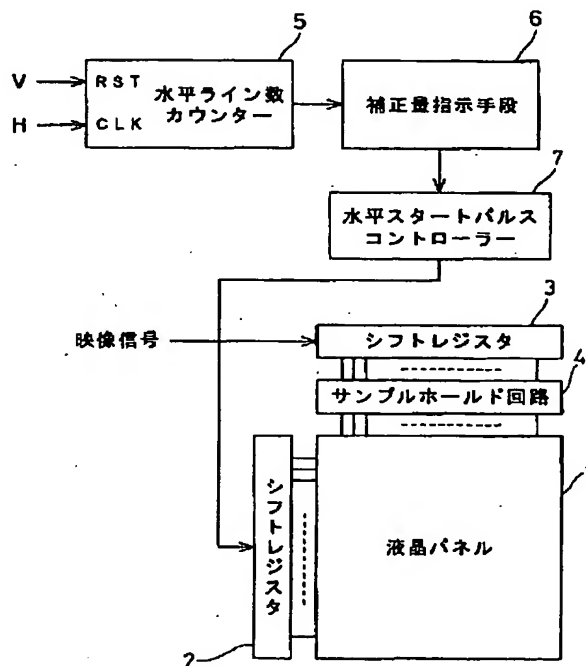 5
6
V
RST
水平ライン数
カウンター
補正量指示手段
H
CLK
7
水平スタートパルス
コントローラー
3
映像信号
シフトレジスタ
4
サンプルホールド回路
シフトレジスタ
液晶パネル
2